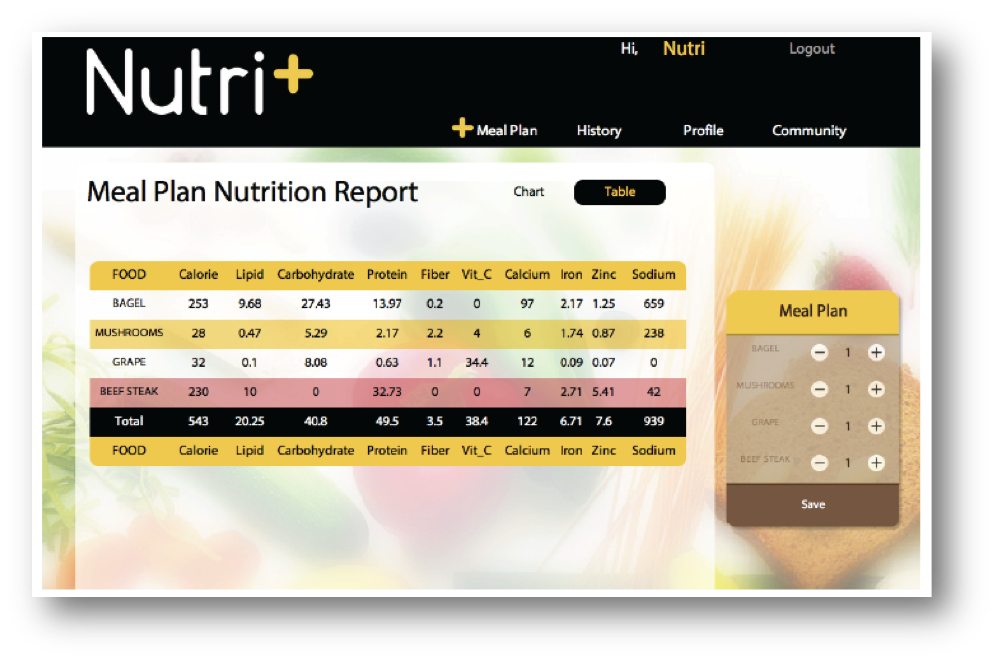 Nutri+
Hi, Nutri Logout
+ Meal Plan History Profile Community
Meal Plan Nutrition Report Chart Table
FOOD Calorie Lipid Carbohydrate Protein Fiber Vit_C Calcium Iron Zinc Sodium
BAGEL 253 9.68 27.43 13.97 0.2 0 97 2.17 1.25 659
MUSHROOMS 28 0.47 5.29 2.17 2.2 4 6 1.74 0.87 238
GRAPE 32 0.1 8.08 0.63 1.1 34.4 12 0.09 0.07 0
BEEF STEAK 230 10 0 32.73 0 0 7 2.71 5.41 42
Total 543 20.25 40.8 49.5 3.5 38.4 122 6.71 7.6 939
FOOD Calorie Lipid Carbohydrate Protein Fiber Vit_C Calcium Iron Zinc Sodium
Meal Plan
BAGEL − 1 +
MUSHROOMS − 1 +
GRAPE − 1 +
BEEF STEAK − 1 +
Save